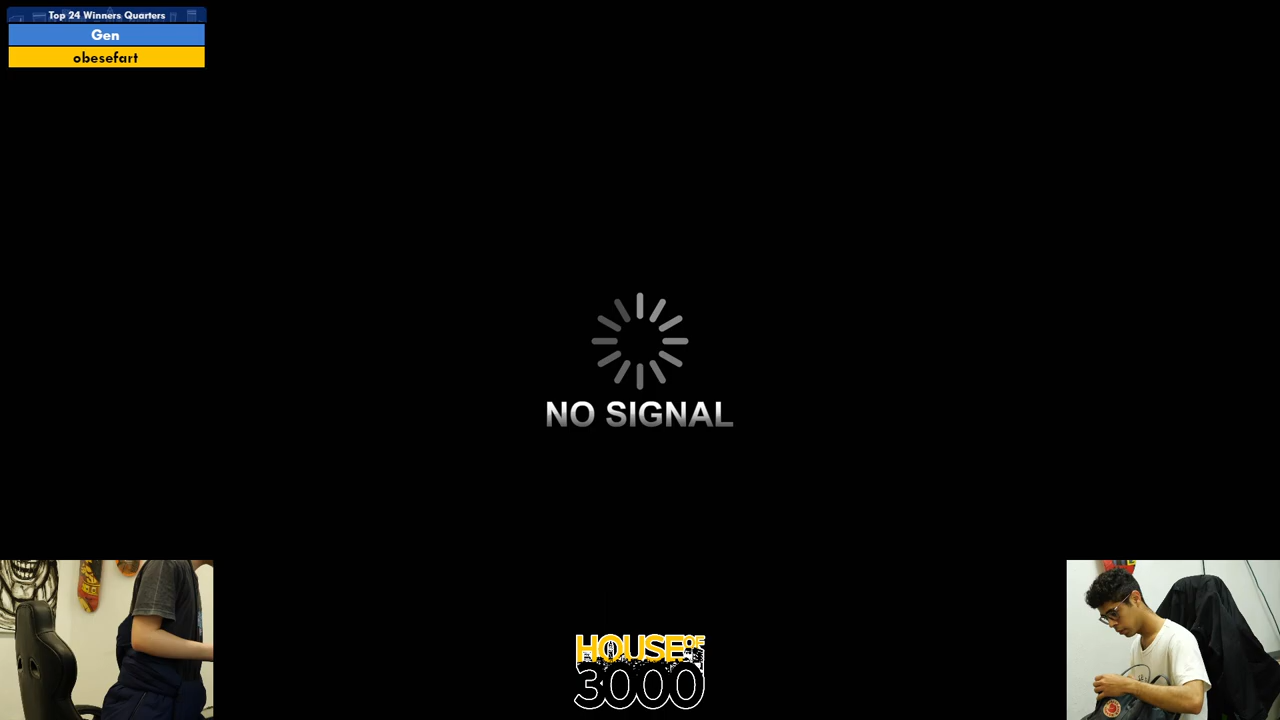 Top 24 Winners Quarters
Gen
obesefart
NO SIGNAL
HOUSE OF
3000